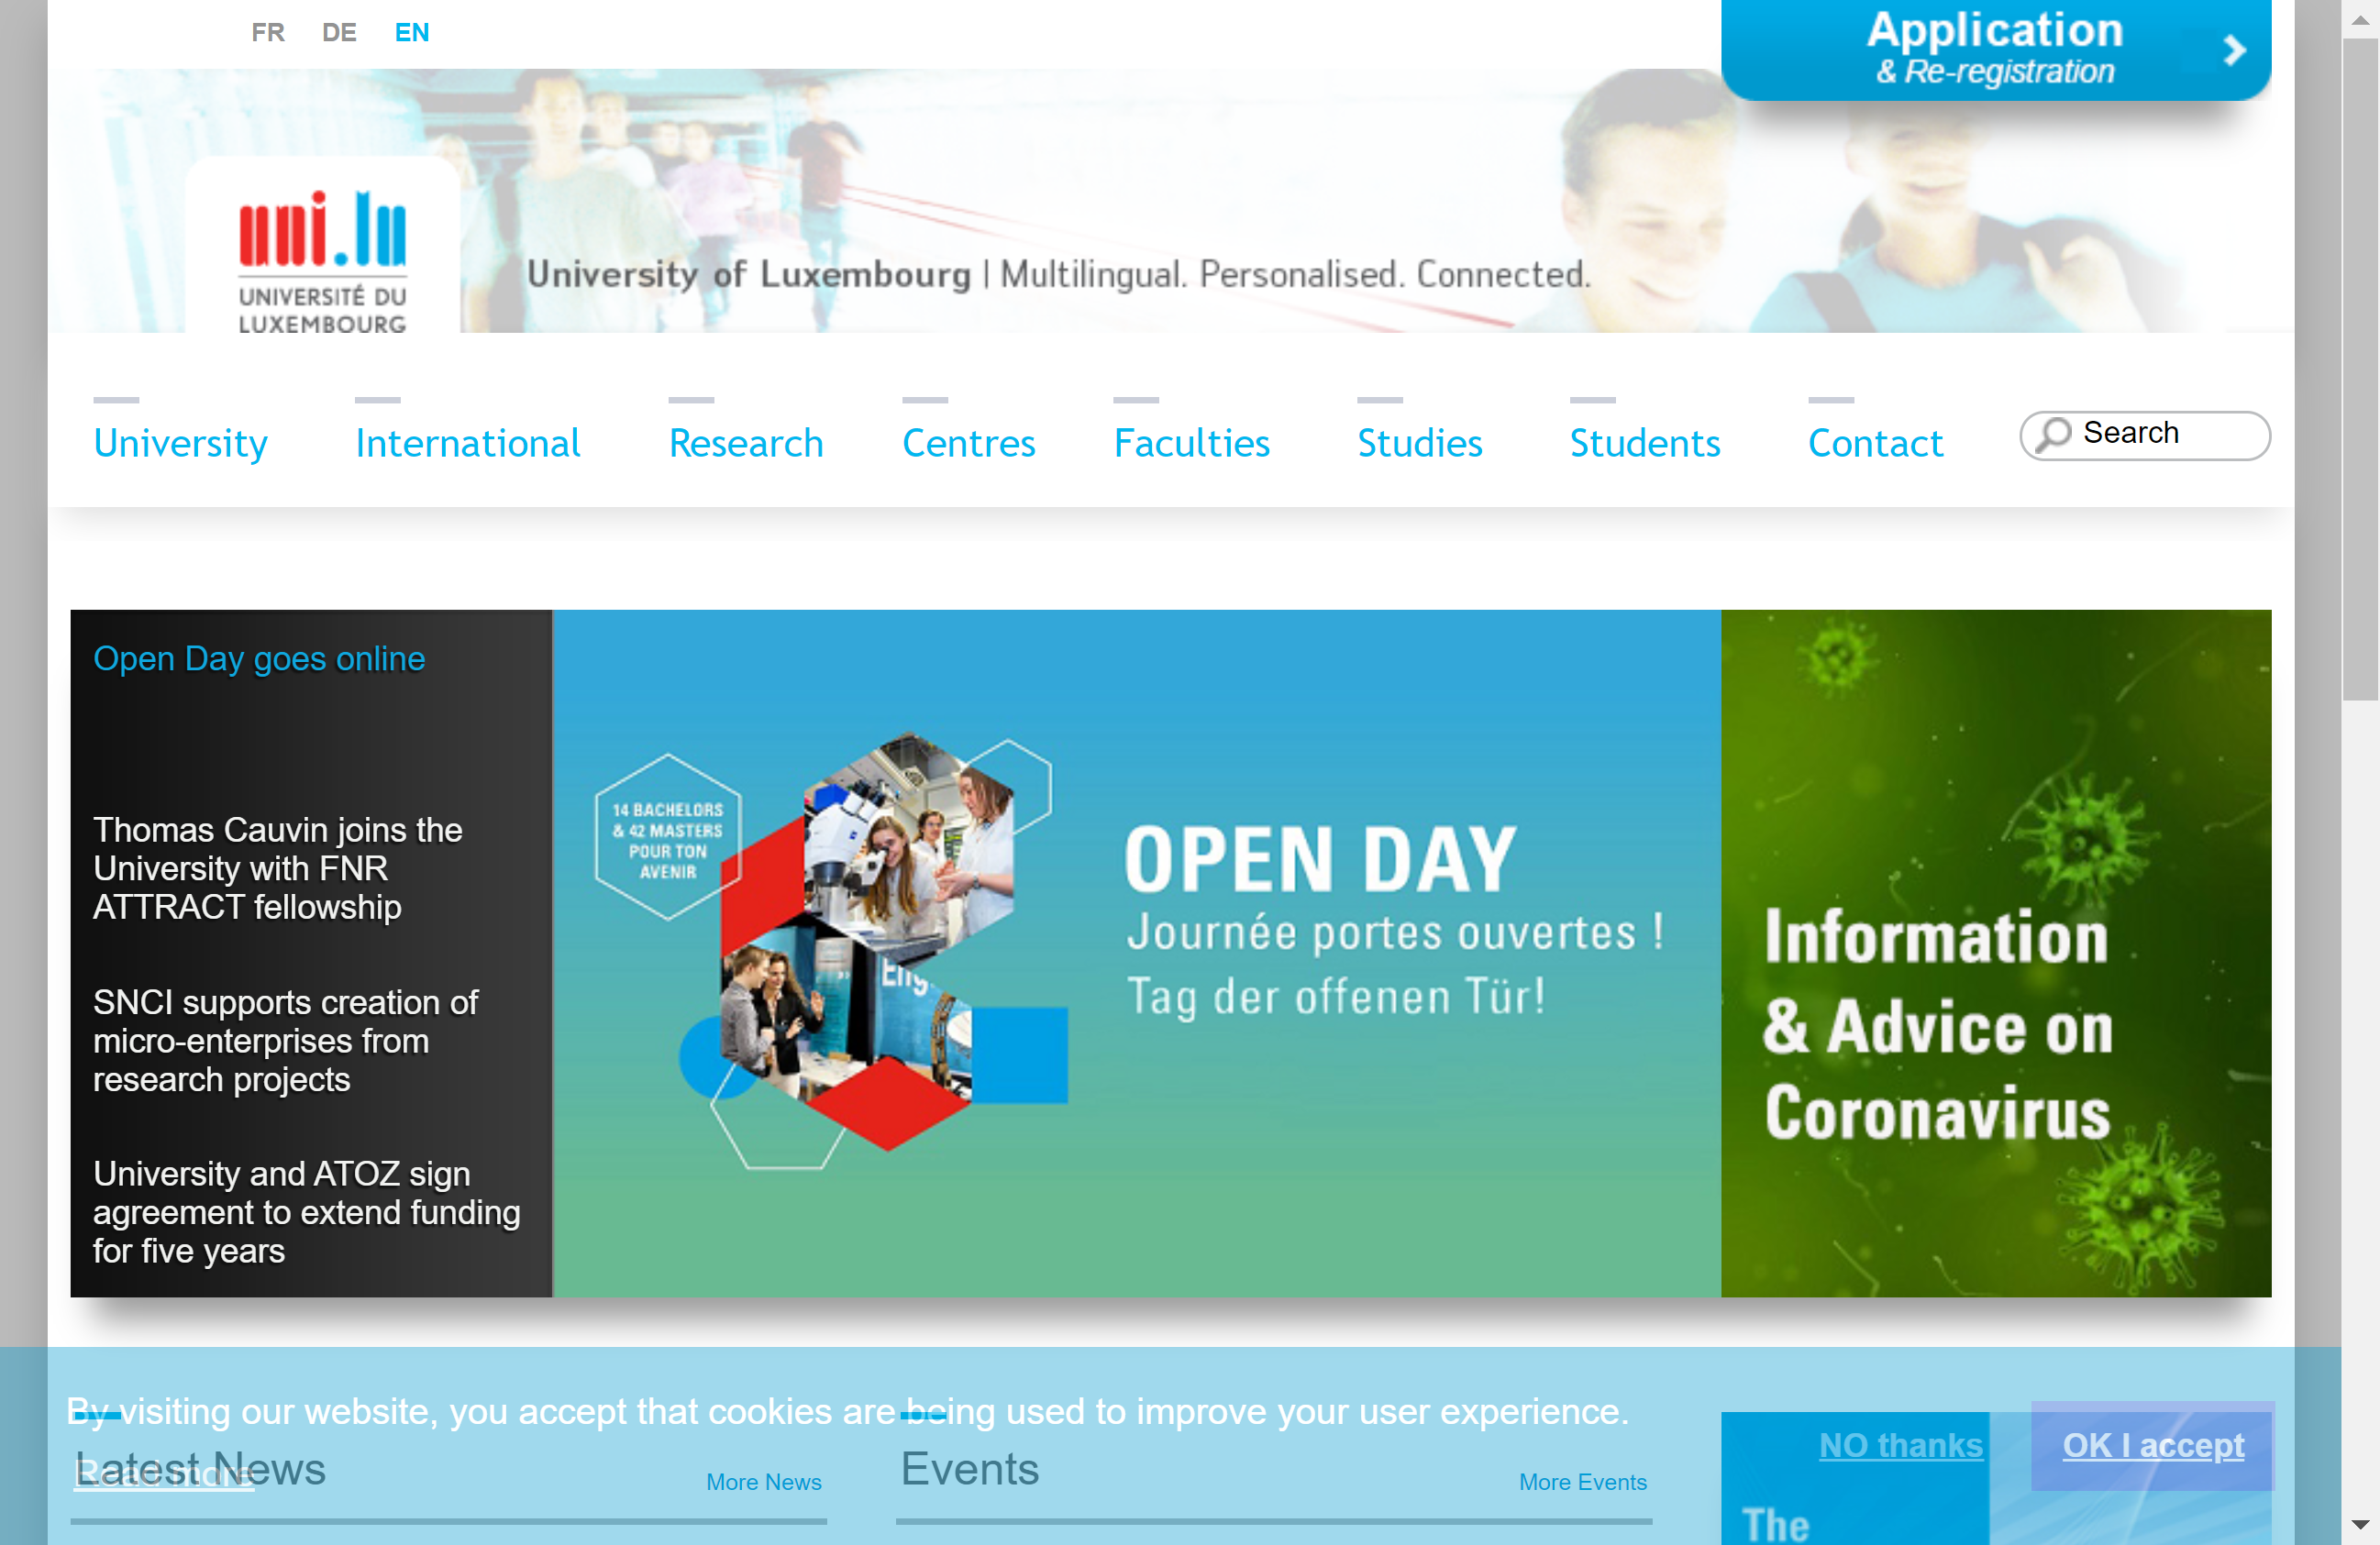 FR DE EN
Application
& Re-registration
uni.lu
UNIVERSITÉ DU
LUXEMBOURG
University of Luxembourg | Multilingual. Personalised. Connected.
University International Research Centres Faculties Studies Students Contact Search
Open Day goes online
Thomas Cauvin joins the
University with FNR
ATTRACT fellowship
SNCI supports creation of
micro-enterprises from
research projects
University and ATOZ sign
agreement to extend funding
for five years
14 BACHELORS
& 42 MASTERS
POUR TON
AVENIR
Eng
OPEN DAY
Journée portes ouvertes !
Tag der offenen Tür!
Information
& Advice on
Coronavirus
By visiting our website, you accept that cookies are being used to improve your user experience.
Read more
NO thanks
OK I accept
Latest News
More News
Events
More Events
The